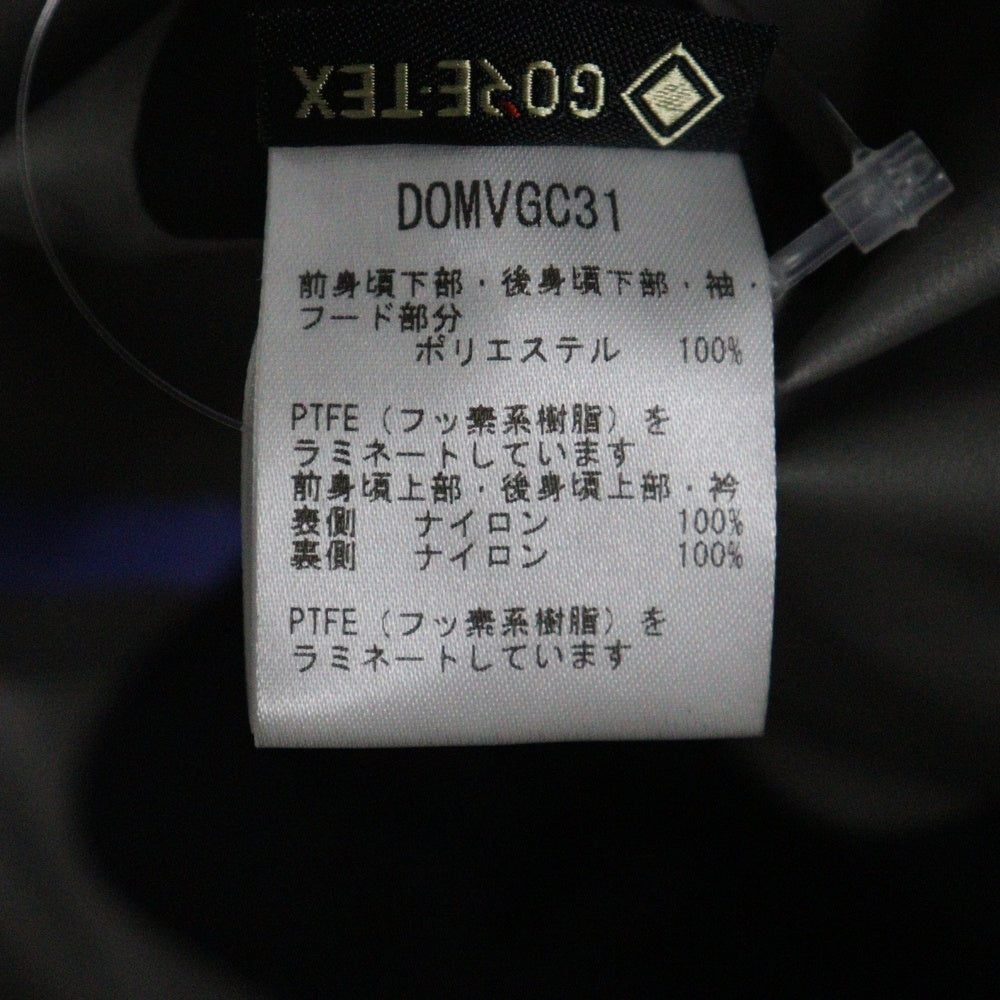 GORE-TEX
DOMVGC31
前身頃下部・後身頃下部・袖・
フード部分
ポリエステル 100%
PTFE(フッ素系樹脂)を
ラミネートしています
前身頃上部・後身頃上部・衿
表側 ナイロン 100%
裏側 ナイロン 100%
PTFE(フッ素系樹脂)を
ラミネートしています